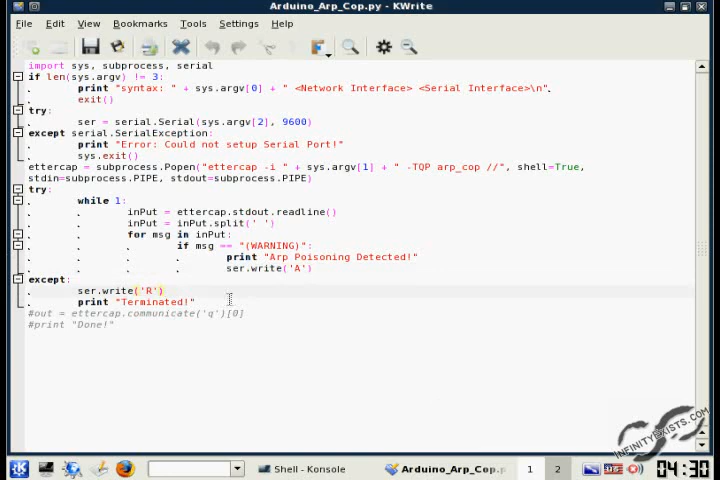 Arduino_Arp_Cop.py - KWrite
File Edit View Bookmarks Tools Settings Help
import sys, subprocess, serial
if len(sys.argv) != 3:
print "syntax: " + sys.argv[0] + " <Network Interface> <Serial Interface>\n"
exit()
try:
ser = serial.Serial(sys.argv[2], 9600)
except serial.SerialException:
print "Error: Could not setup Serial Port!"
sys.exit()
ettercap = subprocess.Popen("ettercap -i " + sys.argv[1] + " -TQP arp_cop //", shell=True,
stdin=subprocess.PIPE, stdout=subprocess.PIPE)
try:
while 1:
inPut = ettercap.stdout.readline()
inPut = inPut.split(' ')
for msg in inPut:
if msg == "(WARNING)":
print "Arp Poisoning Detected!"
ser.write('A')
except:
ser.write('R')
print "Terminated!"
#out = ettercap.communicate('q')[0]
#print "Done!"
INFINITYEXISTS.COM
Shell - Konsole
Arduino_Arp_Cop.p
1
2
04:30